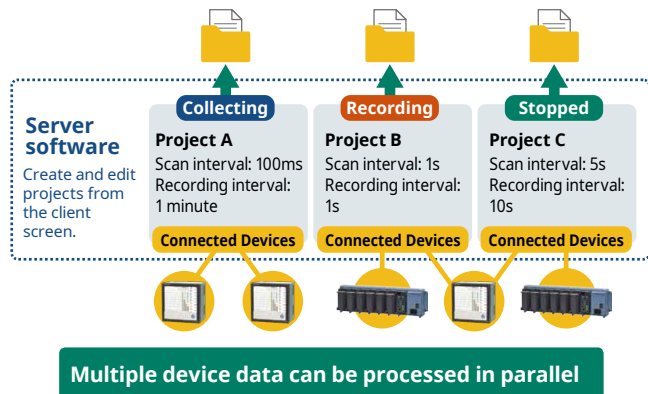 Collecting
Recording
Stopped
Server
software
Create and edit
projects from
the client
screen.
Project A
Scan interval: 100ms
Recording interval:
1 minute
Connected Devices
Project B
Scan interval: 1s
Recording interval:
1s
Connected Devices
Project C
Scan interval: 5s
Recording interval:
10s
Connected Devices
Multiple device data can be processed in parallel